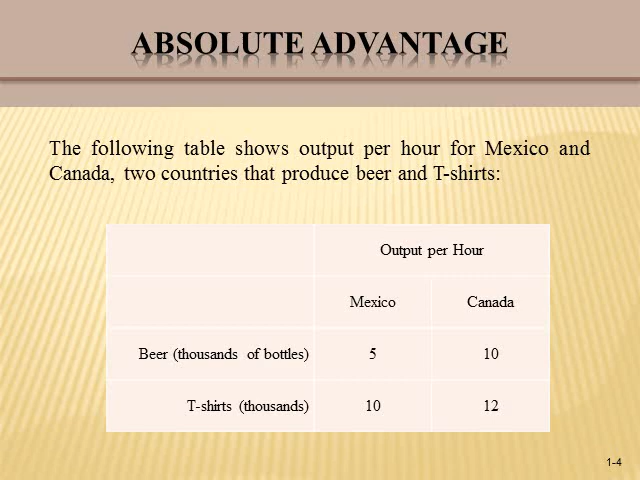 ABSOLUTE ADVANTAGE
The following table shows output per hour for Mexico and
Canada, two countries that produce beer and T-shirts:
Output per Hour
Mexico Canada
Beer (thousands of bottles) 5 10
T-shirts (thousands) 10 12
1-4